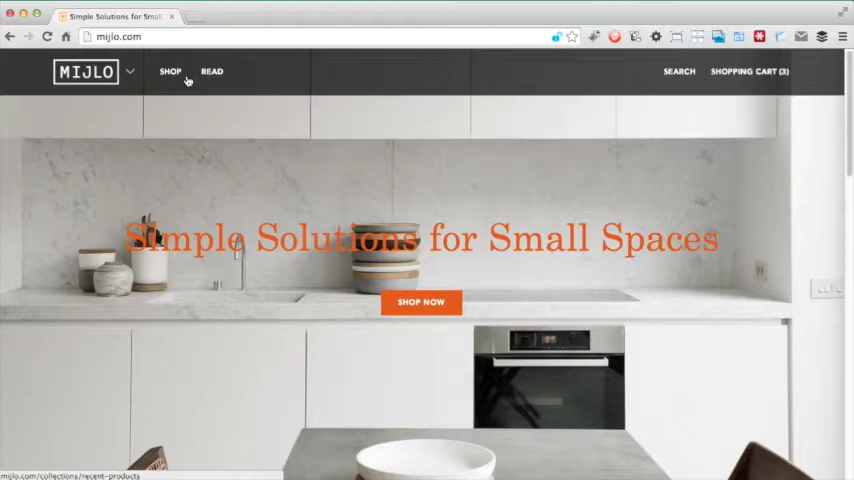 Simple Solutions for Small
mijlo.com
MIJLO SHOP READ SEARCH SHOPPING CART (3)
Simple Solutions for Small Spaces
SHOP NOW
mijlo.com/collections/recent-products